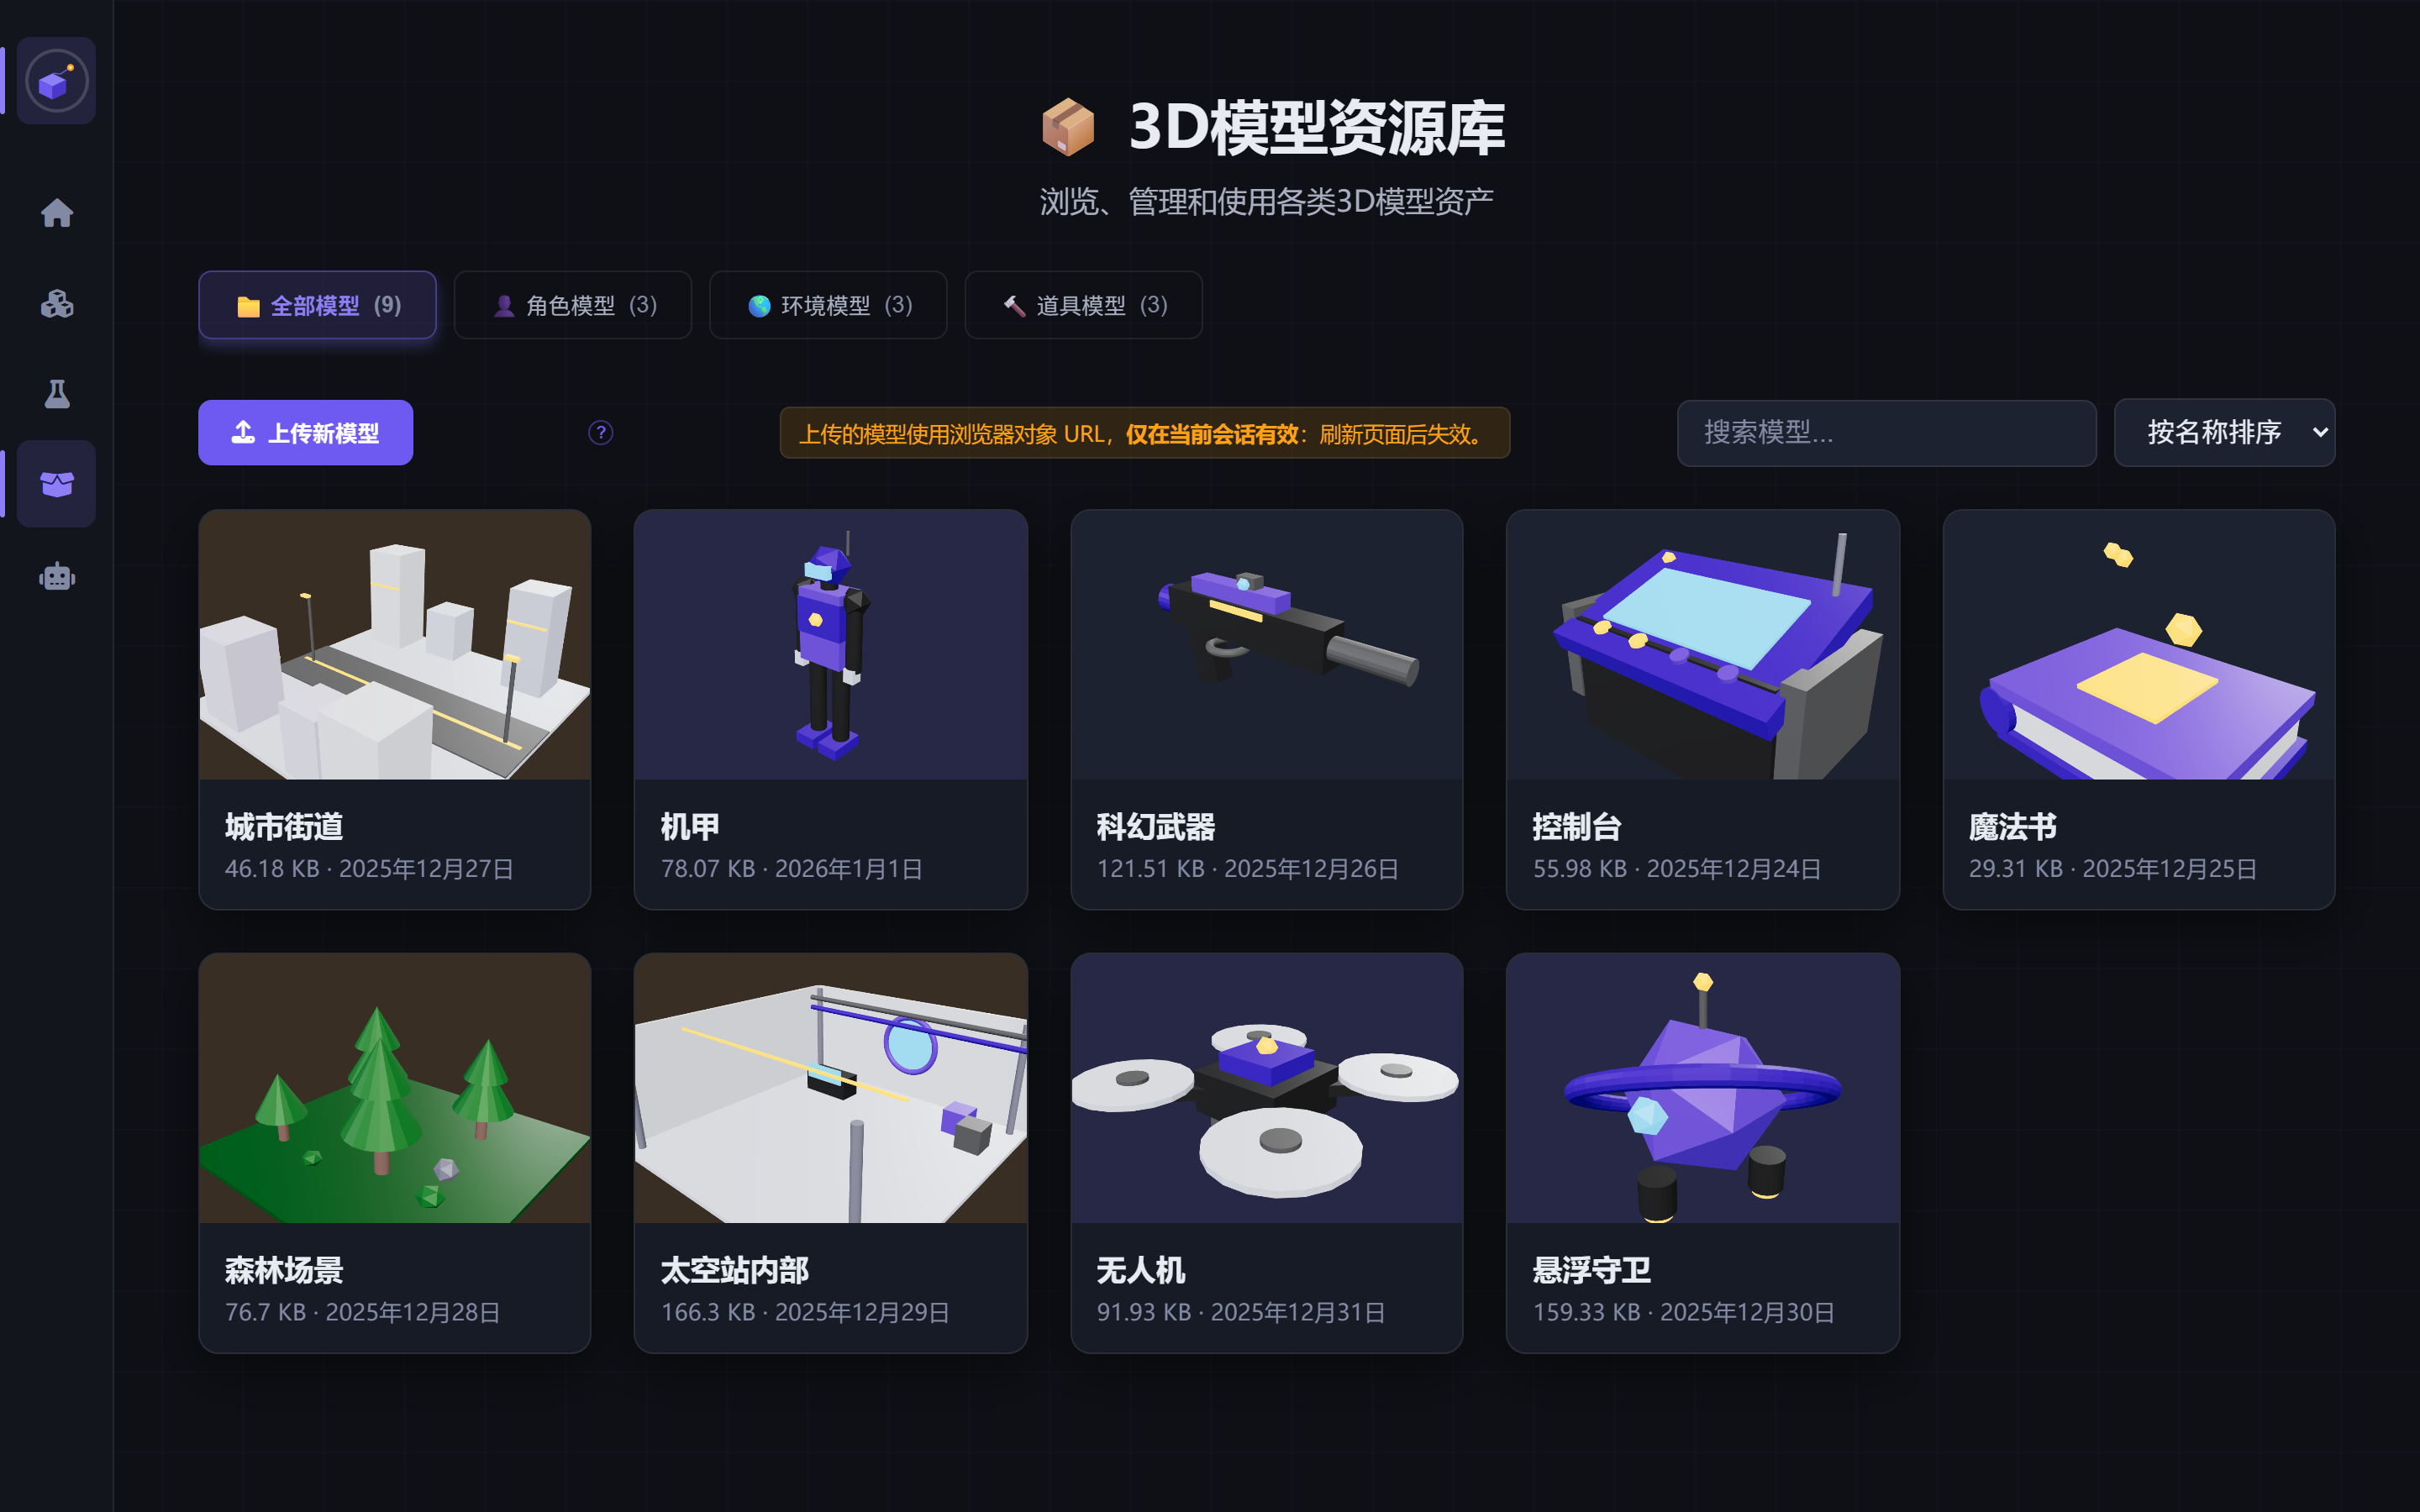 3D模型资源库
浏览、管理和使用各类3D模型资产
全部模型 (9)
角色模型 (3)
环境模型 (3)
道具模型 (3)
上传新模型
?
上传的模型使用浏览器对象 URL，仅在当前会话有效：刷新页面后失效。
搜索模型...
按名称排序
城市街道
46.18 KB · 2025年12月27日
机甲
78.07 KB · 2026年1月1日
科幻武器
121.51 KB · 2025年12月26日
控制台
55.98 KB · 2025年12月24日
魔法书
29.31 KB · 2025年12月25日
森林场景
76.7 KB · 2025年12月28日
太空站内部
166.3 KB · 2025年12月29日
无人机
91.93 KB · 2025年12月31日
悬浮守卫
159.33 KB · 2025年12月30日